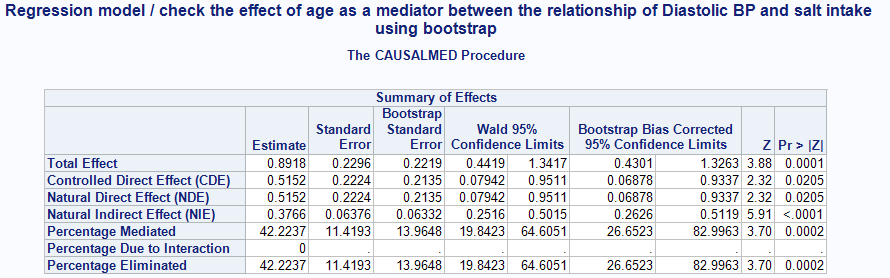 Regression model / check the effect of age as a mediator between the relationship of Diastolic BP and salt intake
using bootstrap
The CAUSALMED Procedure
Summary of Effects
Estimate Standard Error Bootstrap Standard Error Wald 95% Confidence Limits Bootstrap Bias Corrected 95% Confidence Limits Z Pr > |Z|
Total Effect 0.8918 0.2296 0.2219 0.4419 1.3417 0.4301 1.3263 3.88 0.0001
Controlled Direct Effect (CDE) 0.5152 0.2224 0.2135 0.07942 0.9511 0.06878 0.9337 2.32 0.0205
Natural Direct Effect (NDE) 0.5152 0.2224 0.2135 0.07942 0.9511 0.06878 0.9337 2.32 0.0205
Natural Indirect Effect (NIE) 0.3766 0.06376 0.06332 0.2516 0.5015 0.2626 0.5119 5.91 <.0001
Percentage Mediated 42.2237 11.4193 13.9648 19.8423 64.6051 26.6523 82.9963 3.70 0.0002
Percentage Due to Interaction 0 . . . . . . . .
Percentage Eliminated 42.2237 11.4193 13.9648 19.8423 64.6051 26.6523 82.9963 3.70 0.0002